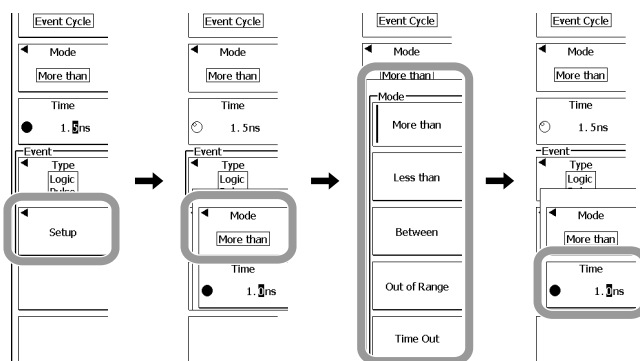 Event Cycle
Mode
More than
Time
1.5ns
Event
Type
Logic
Pulse
Setup
Event Cycle
Mode
More than
Time
1.5ns
Event
Type
Logic
Mode
More than
Time
1.0ns
Event Cycle
Mode
More than
Mode
More than
Less than
Between
Out of Range
Time Out
Event Cycle
Mode
More than
Time
1.5ns
Event
Type
Logic
Mode
More than
Time
1.0ns